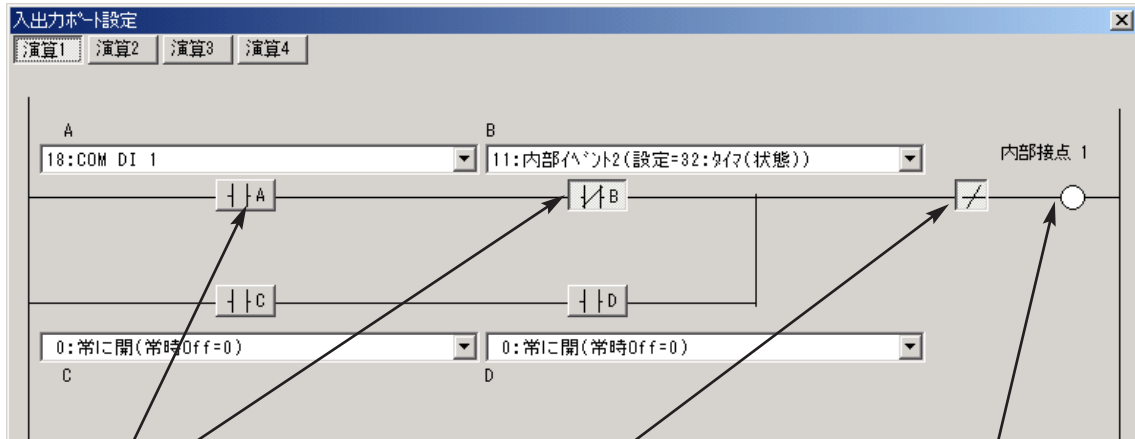 入出力ﾎﾟｰﾄ設定
演算1 演算2 演算3 演算4
A B
18:COM DI 1 11:内部ｲﾍﾞﾝﾄ2(設定=32:ﾀｲﾏ(状態)) 内部接点 1
A B
C D
0:常に開(常時Off=0) 0:常に開(常時Off=0)
C D